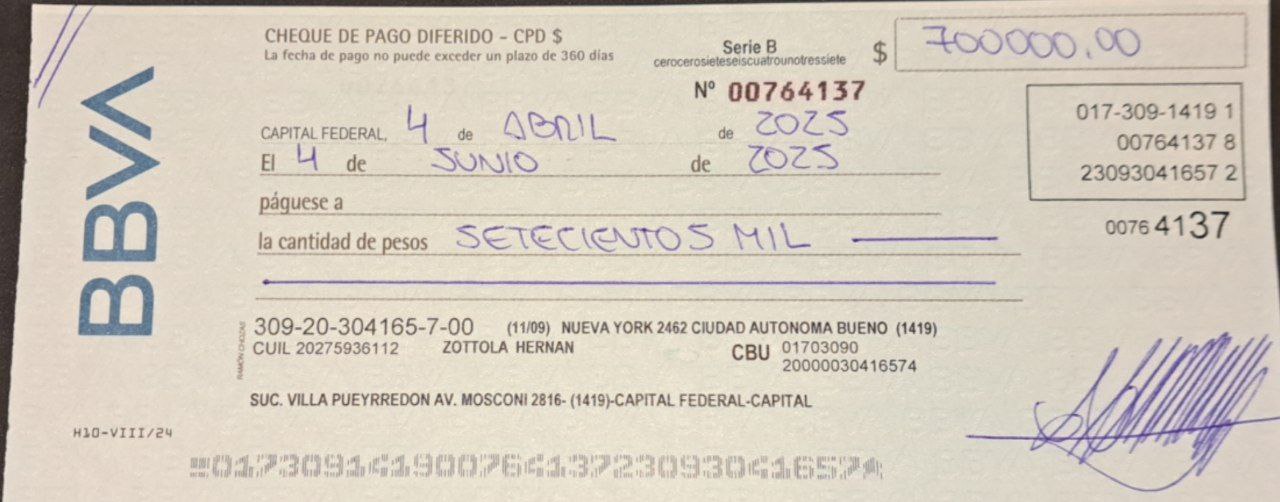 BBVA
CHEQUE DE PAGO DIFERIDO - CPD $
La fecha de pago no puede exceder un plazo de 360 días
Serie B
cerocerosieteseiscuatrounotressiete
$ 700000,00
Nº 00764137
017-309-1419 1
00764137 8
23093041657 2
CAPITAL FEDERAL, 4 de ABRIL de 2025
El 4 de JUNIO de 2025
páguese a
0076 4137
la cantidad de pesos SETECIENTOS MIL
309-20-304165-7-00 (11/09) NUEVA YORK 2462 CIUDAD AUTONOMA BUENO (1419)
CUIL 20275936112 ZOTTOLA HERNAN CBU 01703090
20000030416574
RAMÓN CHOZAS
SUC. VILLA PUEYRREDON AV. MOSCONI 2816- (1419)-CAPITAL FEDERAL-CAPITAL
H10-VIII/24
01730914190076413723093041657